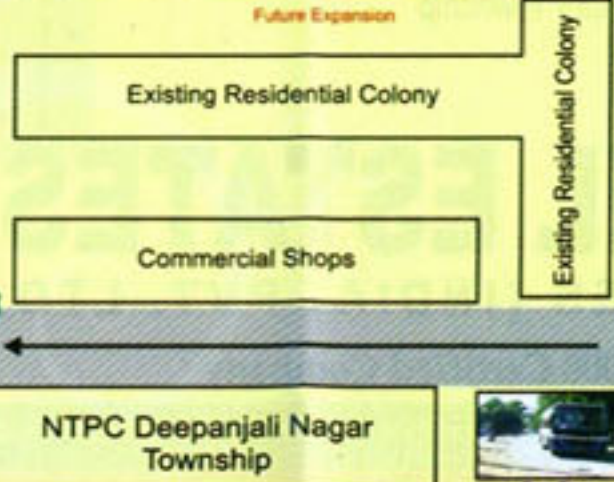 Future Expansion
Existing Residential Colony
Existing Residential Colony
Commercial Shops
NTPC Deepanjali Nagar
Township